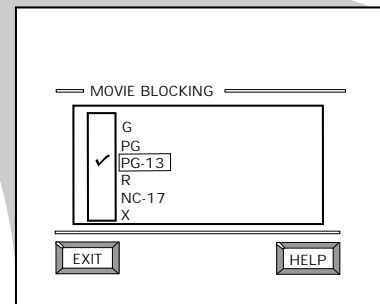 MOVIE BLOCKING
G
PG
PG-13
R
NC-17
X
EXIT
HELP